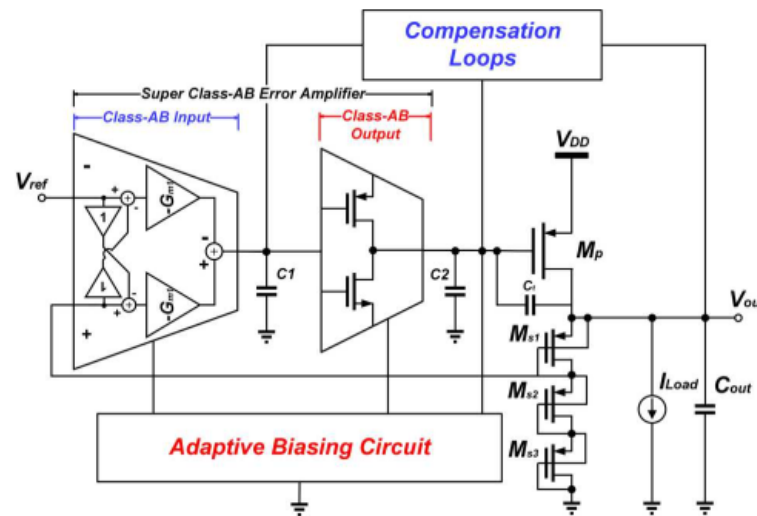 Compensation
Loops
Super Class-AB Error Amplifier
Class-AB Input
Class-AB
Output
VDD
Vref
-
+
-
1
-Gm1
-
+
C1
C2
Mp
Cf
Vou
1
+
-
-Gm1
+
Ms1
Ms2
Ms3
ILoad
Cout
Adaptive Biasing Circuit